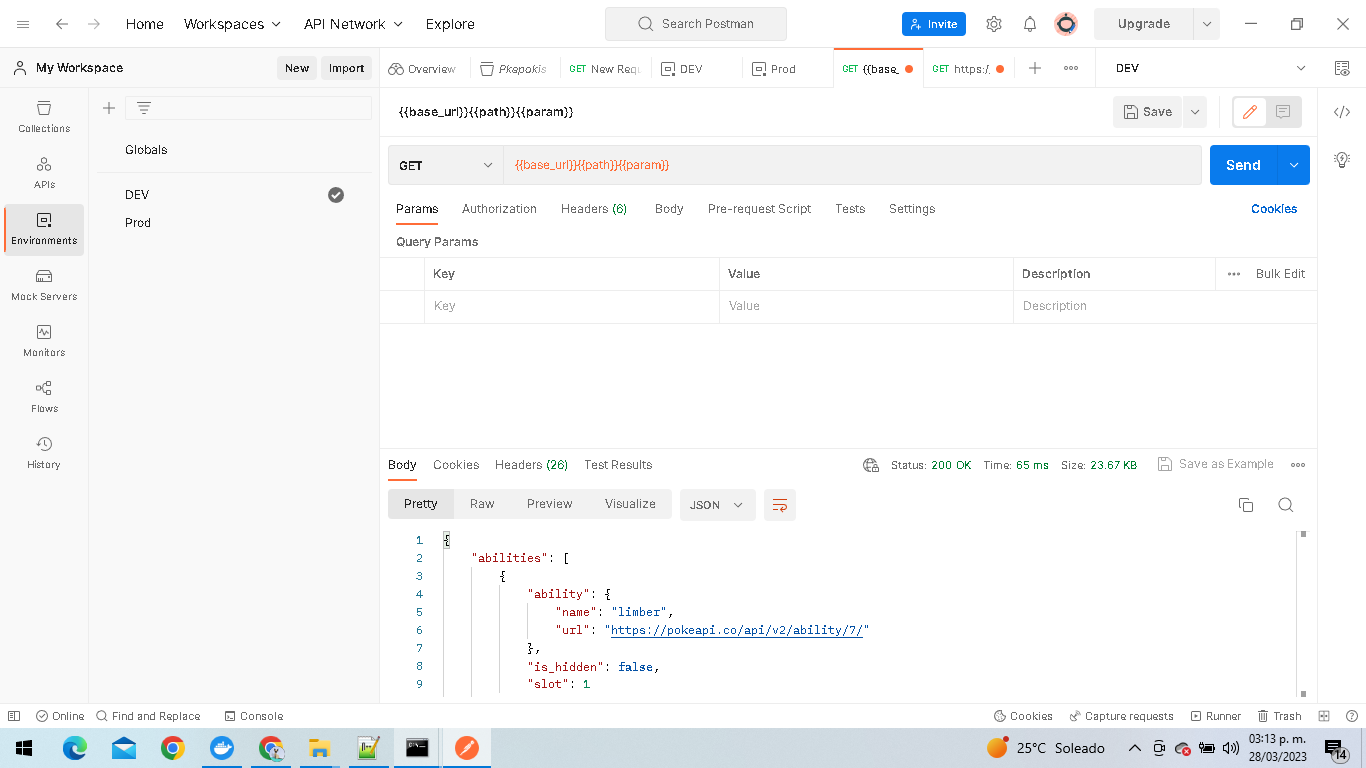 Home Workspaces API Network Explore Search Postman Invite Upgrade
My Workspace New Import Overview GET DEV Prod GET {{base_ GET https:/. DEV
Collections
APIs
Environments
Mock Servers
Monitors
Flows
History
Globals
DEV
Prod
{{base_url}}{{path}}{{param}} Save
GET {{base_url}}{{path}}{{param}} Send
Params Authorization Headers (6) Body Pre-request Script Tests Settings Cookies
Query Params
Key Value Description Bulk Edit
Key Value Description
Body Cookies Headers (26) Test Results Status: 200 OK Time: 65 ms Size: 23.67 KB Save as Example
Pretty Raw Preview Visualize JSON
1 {
2 "abilities": [
3 {
4 "ability": {
5 "name": "limber",
6 "url": "https://pokeapi.co/api/v2/ability/7/"
7 },
8 "is_hidden": false,
9 "slot": 1
Online Find and Replace Console Cookies Capture requests Runner Trash
25°C Soleado 03:13 p. m.
28/03/2023
14